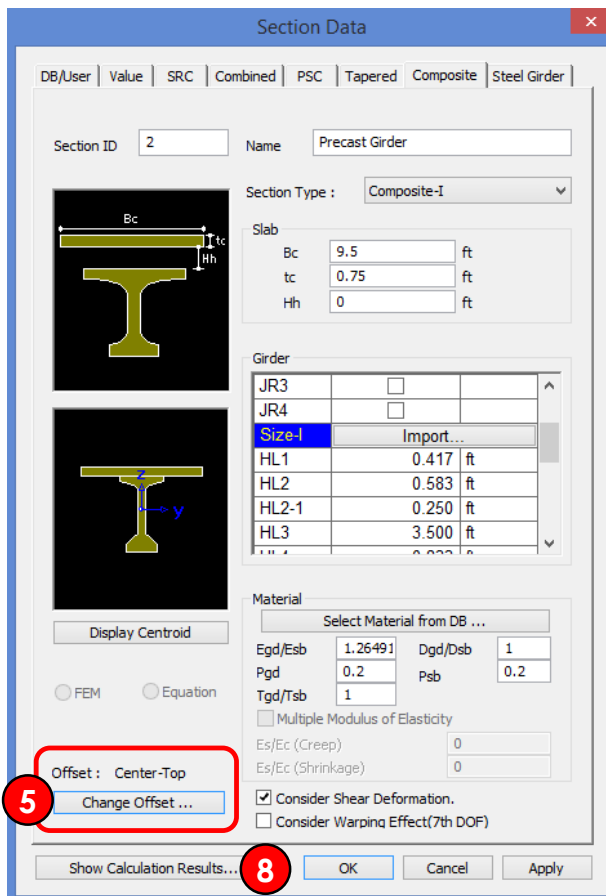 Section Data
×
DB/User Value SRC Combined PSC Tapered Composite Steel Girder
Section ID 2 Name Precast Girder
Section Type : Composite-I
Bc
tc
Hh
Slab
Bc 9.5 ft
tc 0.75 ft
Hh 0 ft
Girder
JR3
JR4
Size-I Import...
HL1 0.417 ft
HL2 0.583 ft
HL2-1 0.250 ft
HL3 3.500 ft
z
y
Display Centroid
FEM Equation
Material
Select Material from DB ...
Egd/Esb 1.26491 Dgd/Dsb 1
Pgd 0.2 Psb 0.2
Tgd/Tsb 1
Multiple Modulus of Elasticity
Es/Ec (Creep) 0
Es/Ec (Shrinkage) 0
Offset : Center-Top
5 Change Offset ...
Consider Shear Deformation.
Consider Warping Effect(7th DOF)
Show Calculation Results... 8 OK Cancel Apply